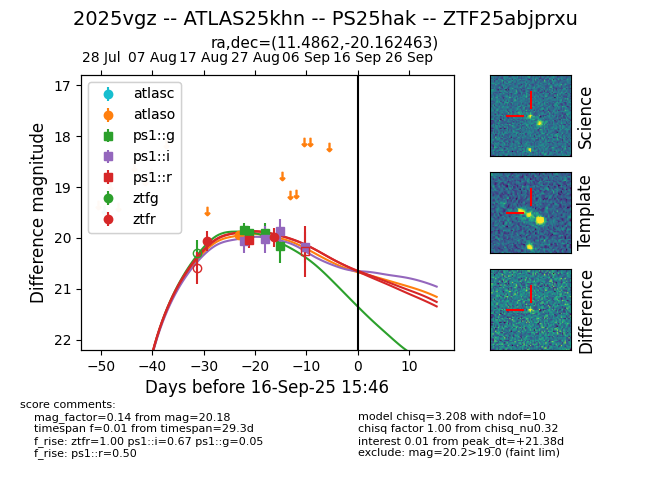 2025vgz -- ATLAS25khn -- PS25hak -- ZTF25abjprxu
ra,dec=(11.4862,-20.162463)
28 Jul 07 Aug 17 Aug 27 Aug 06 Sep 16 Sep 26 Sep
17
18
19
20
21
22
Difference magnitude
atlasc
atlaso
ps1::g
ps1::i
ps1::r
ztfg
ztfr
−50 −40 −30 −20 −10 0 10
Days before 16-Sep-25 15:46
Science
Template
Difference
score comments:
mag_factor=0.14 from mag=20.18
timespan f=0.01 from timespan=29.3d
f_rise: ztfr=1.00 ps1::i=0.67 ps1::g=0.05
f_rise: ps1::r=0.50
model chisq=3.208 with ndof=10
chisq factor 1.00 from chisq_nu0.32
interest 0.01 from peak_dt=+21.38d
exclude: mag=20.2>19.0 (faint lim)